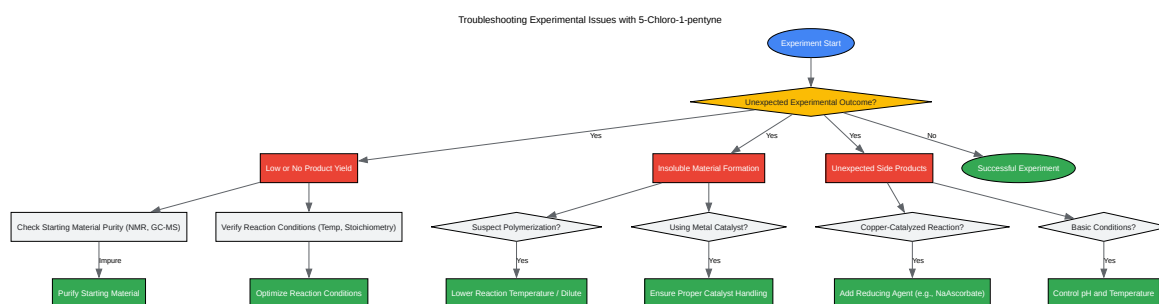 Troubleshooting Experimental Issues with 5-Chloro-1-pentyne
Experiment Start
Unexpected Experimental Outcome?
Yes
Yes
Yes
No
Low or No Product Yield
Insoluble Material Formation
Unexpected Side Products
Successful Experiment
Check Starting Material Purity (NMR, GC-MS)
Verify Reaction Conditions (Temp, Stoichiometry)
Suspect Polymerization?
Using Metal Catalyst?
Copper-Catalyzed Reaction?
Basic Conditions?
Impure
Yes
Yes
Yes
Yes
Purify Starting Material
Optimize Reaction Conditions
Lower Reaction Temperature / Dilute
Ensure Proper Catalyst Handling
Add Reducing Agent (e.g., NaAscorbate)
Control pH and Temperature